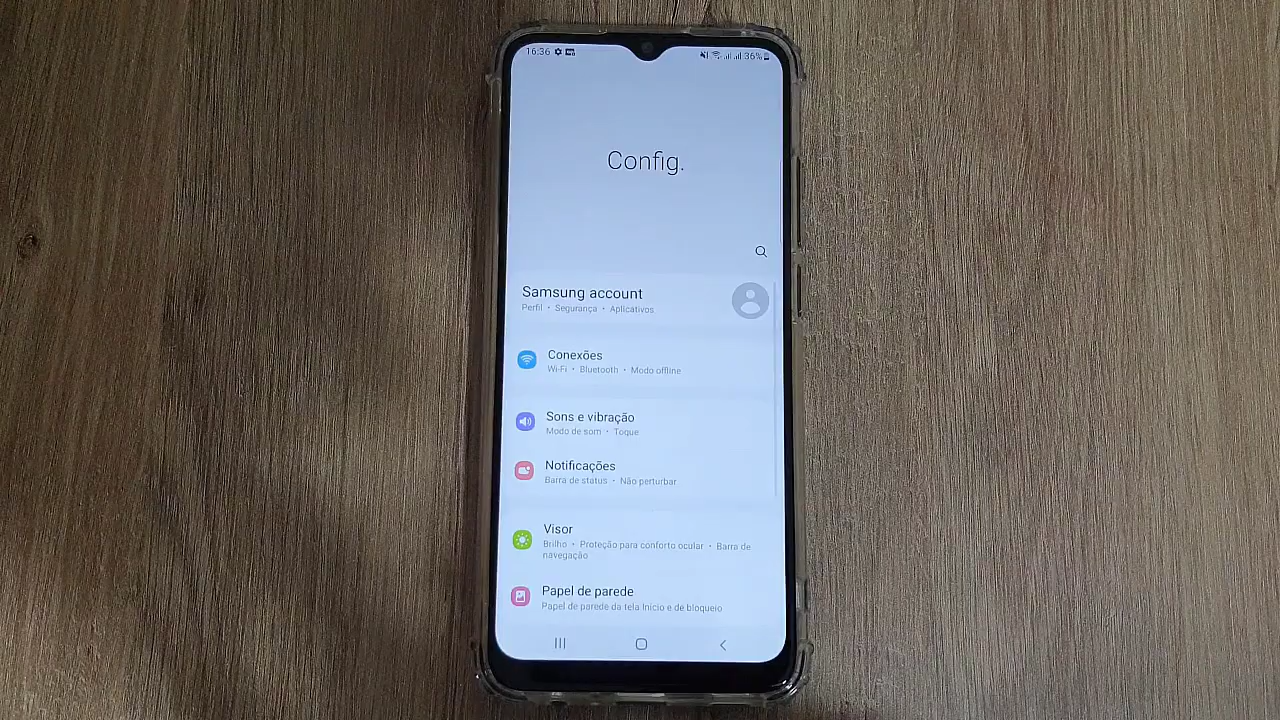 16:36
36%
Config.
Samsung account
Perfil • Segurança • Aplicativos
Conexões
Wi-Fi • Bluetooth • Modo offline
Sons e vibração
Modo de som • Toque
Notificações
Barra de status • Não perturbar
Visor
Brilho • Proteção para conforto ocular • Barra de
navegação
Papel de parede
Papel de parede da tela Início e de bloqueio